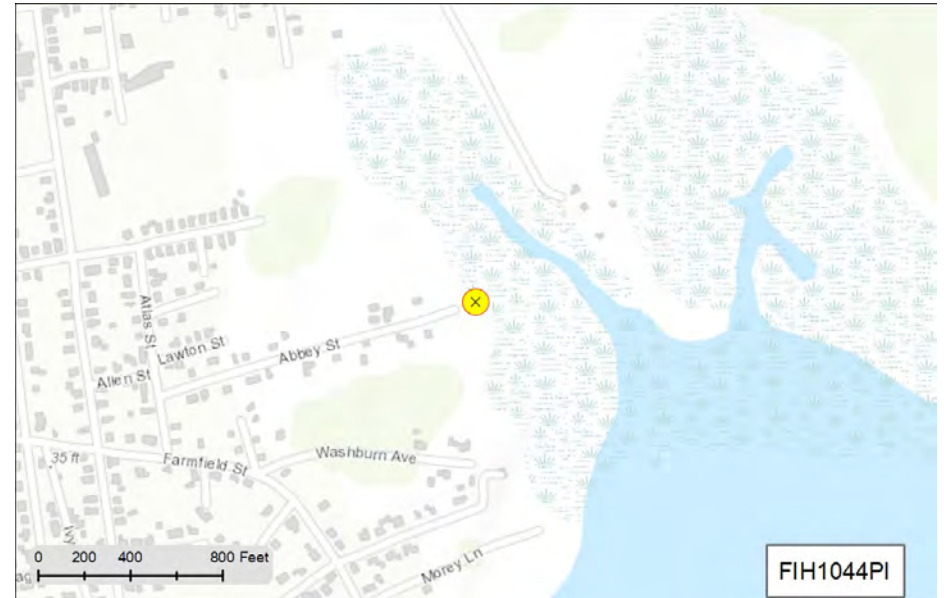 Atlas St
Lawton St
Allen St
Abbey St
35 ft
Farmfield St
Washburn Ave
Morey Ln
0 200 400 800 Feet
FIH1044PI